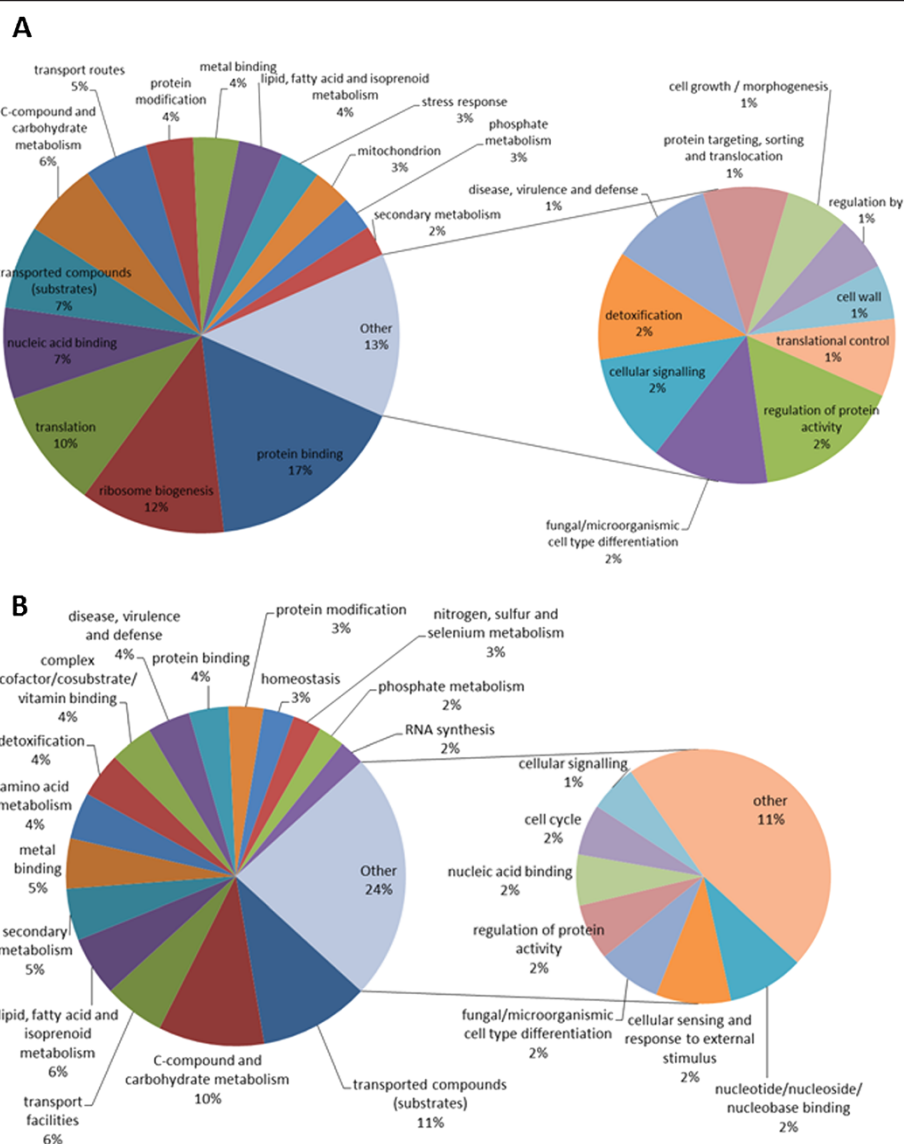 A
transport routes
5%
protein
modification
4%
metal binding
4%
lipid, fatty acid and isoprenoid
metabolism
4%
stress response
3%
phosphate
metabolism
3%
mitochondrion
3%
secondary metabolism
2%
C-compound and
carbohydrate
metabolism
6%
transported compounds
(substrates)
7%
nucleic acid binding
7%
translation
10%
ribosome biogenesis
12%
protein binding
17%
Other
13%
cell growth / morphogenesis
1%
protein targeting, sorting
and translocation
1%
disease, virulence and defense
1%
regulation by
1%
cell wall
1%
translational control
1%
detoxification
2%
cellular signalling
2%
regulation of protein
activity
2%
fungal/microorganismic
cell type differentiation
2%
B
disease, virulence
and defense
4%
protein binding
4%
protein modification
3%
homeostasis
3%
nitrogen, sulfur and
selenium metabolism
3%
phosphate metabolism
2%
RNA synthesis
2%
complex
cofactor/cosubstrate/
vitamin binding
4%
detoxification
4%
amino acid
metabolism
4%
metal
binding
5%
secondary
metabolism
5%
lipid, fatty acid and
isoprenoid
metabolism
6%
transport
facilities
6%
C-compound and
carbohydrate metabolism
10%
transported compounds
(substrates)
11%
Other
24%
cellular signalling
1%
cell cycle
2%
nucleic acid binding
2%
regulation of protein
activity
2%
fungal/microorganismic
cell type differentiation
2%
cellular sensing and
response to external
stimulus
2%
nucleotide/nucleoside/
nucleobase binding
2%
other
11%